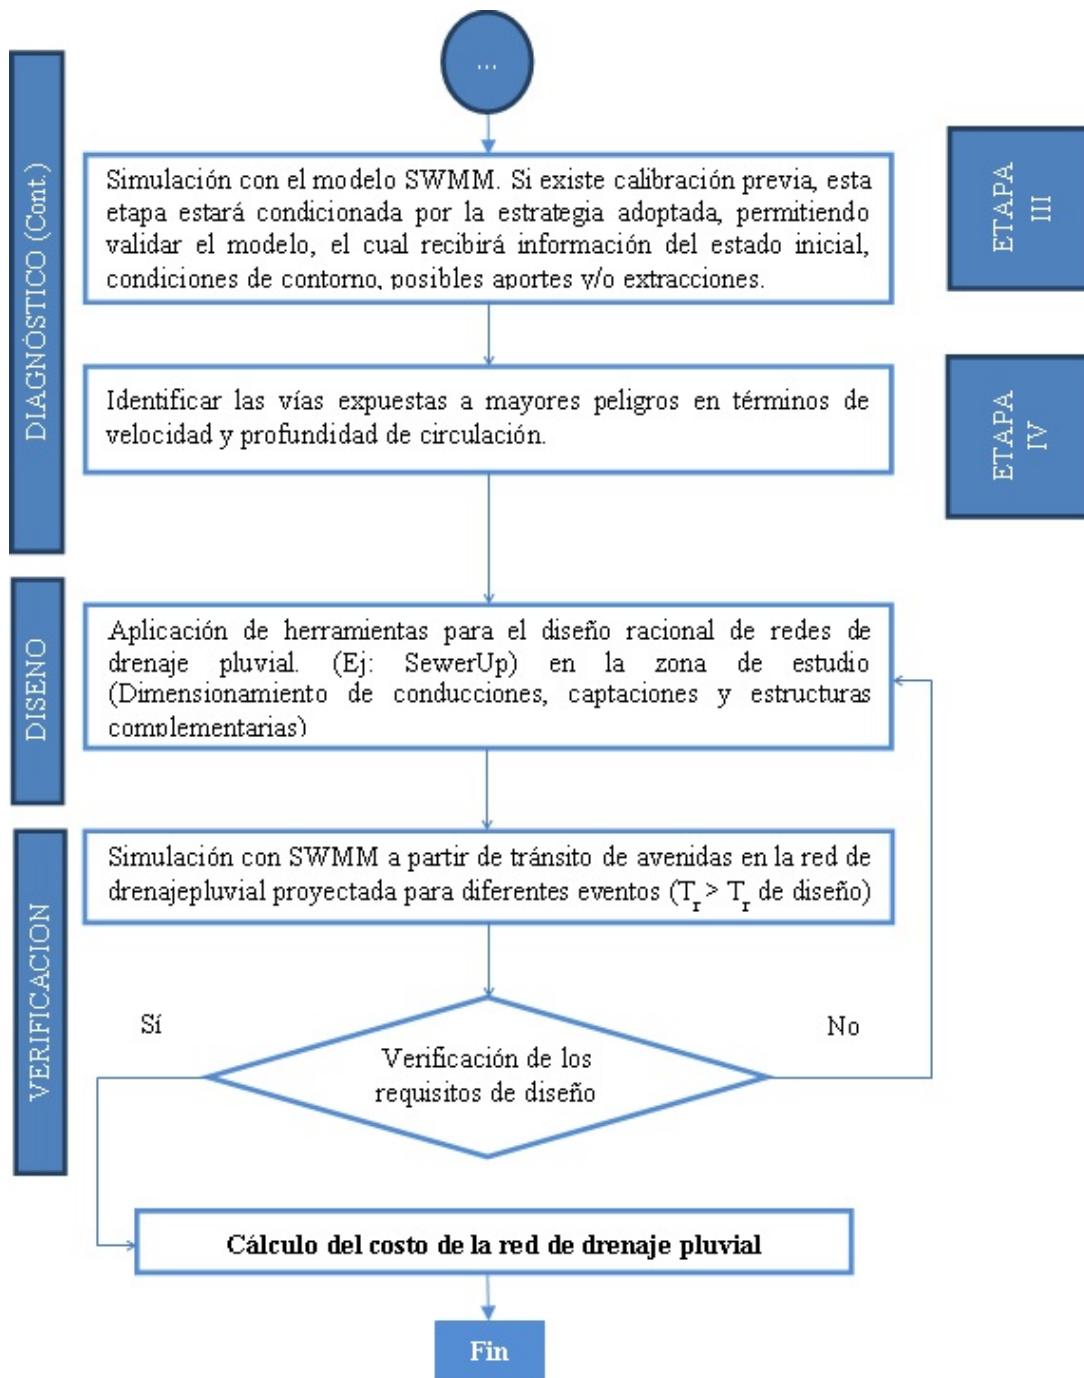 ...
DIAGNÓSTICO (Cont.)
Simulación con el modelo SWMM. Si existe calibración previa, esta
etapa estará condicionada por la estrategia adoptada, permitiendo
validar el modelo, el cual recibirá información del estado inicial,
condiciones de contorno, posibles aportes y/o extracciones.
ETAPA
III
Identificar las vías expuestas a mayores peligros en términos de
velocidad y profundidad de circulación.
ETAPA
IV
DISENO
Aplicación de herramientas para el diseño racional de redes de
drenaje pluvial. (Ej: SewerUp) en la zona de estudio
(Dimensionamiento de conducciones, captaciones y estructuras
complementarias)
VERIFICACION
Simulación con SWMM a partir de tránsito de avenidas en la red de
drenajepluvial proyectada para diferentes eventos (Tr > Tr de diseño)
Sí
No
Verificación de los
requisitos de diseño
Cálculo del costo de la red de drenaje pluvial
Fin